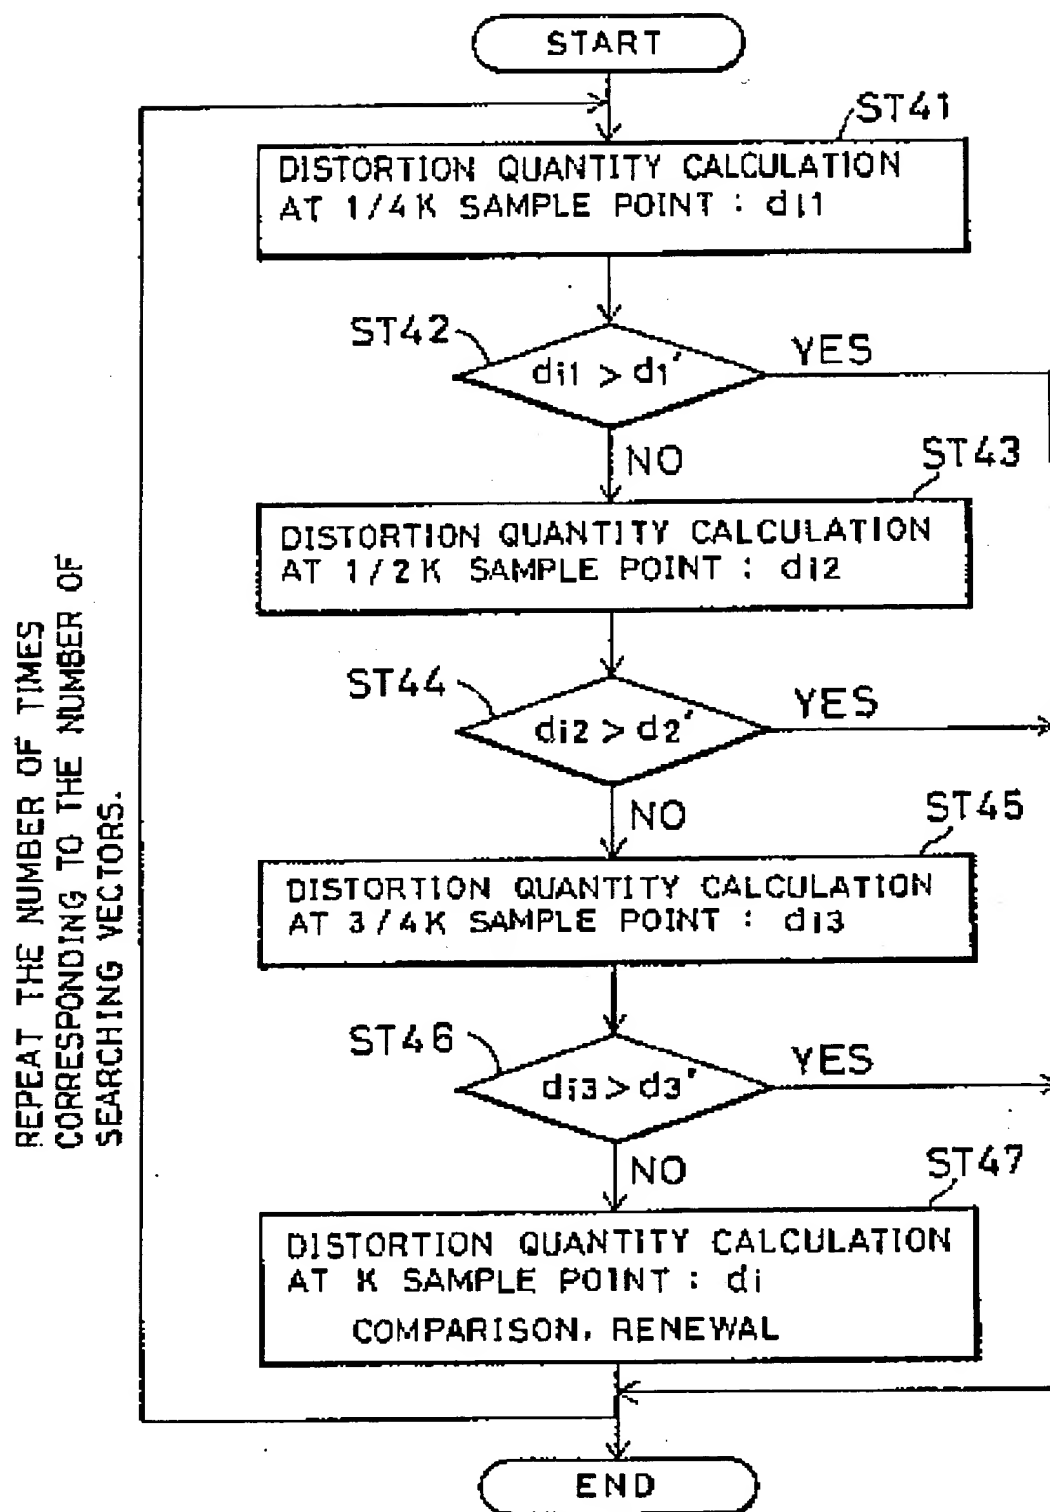 START
ST41
DISTORTION QUANTITY CALCULATION
AT 1/4K SAMPLE POINT : di1
ST42
di1 > d1'
YES
NO
ST43
DISTORTION QUANTITY CALCULATION
AT 1/2K SAMPLE POINT : di2
ST44
di2 > d2'
YES
NO
ST45
DISTORTION QUANTITY CALCULATION
AT 3/4K SAMPLE POINT : di3
ST46
di3 > d3'
YES
NO
ST47
DISTORTION QUANTITY CALCULATION
AT K SAMPLE POINT : di
COMPARISON, RENEWAL
END
REPEAT THE NUMBER OF TIMES
CORRESPONDING TO THE NUMBER OF
SEARCHING VECTORS.